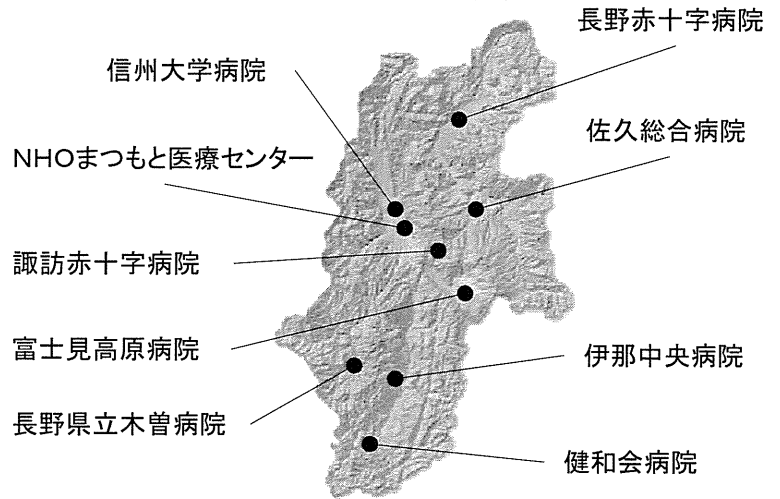 長野赤十字病院
信州大学病院
佐久総合病院
NHOまつもと医療センター
諏訪赤十字病院
富士見高原病院
伊那中央病院
長野県立木曽病院
健和会病院